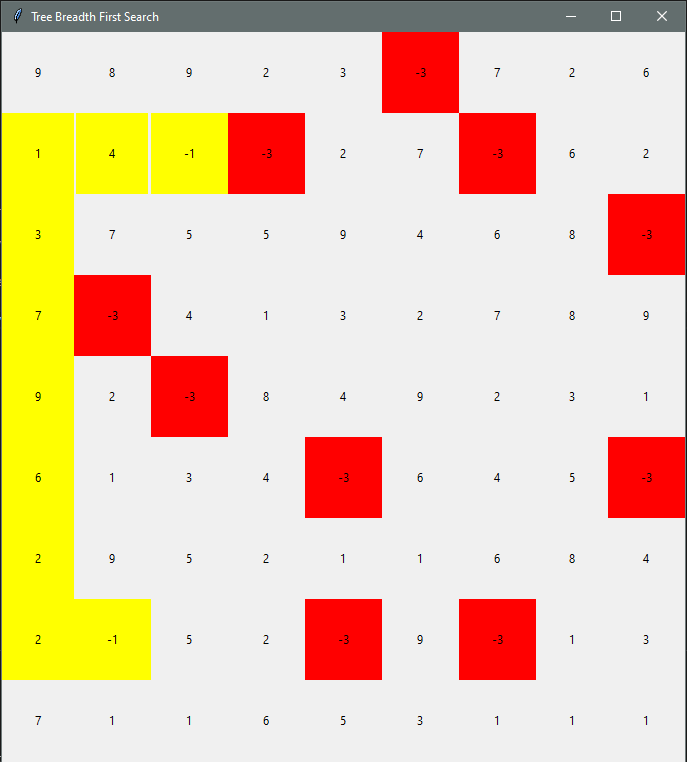 Tree Breadth First Search
9 8 9 2 3 -3 7 2 6
1 4 -1 -3 2 7 -3 6 2
3 7 5 5 9 4 6 8 -3
7 -3 4 1 3 2 7 8 9
9 2 -3 8 4 9 2 3 1
6 1 3 4 -3 6 4 5 -3
2 9 5 2 1 1 6 8 4
2 -1 5 2 -3 9 -3 1 3
7 1 1 6 5 3 1 1 1